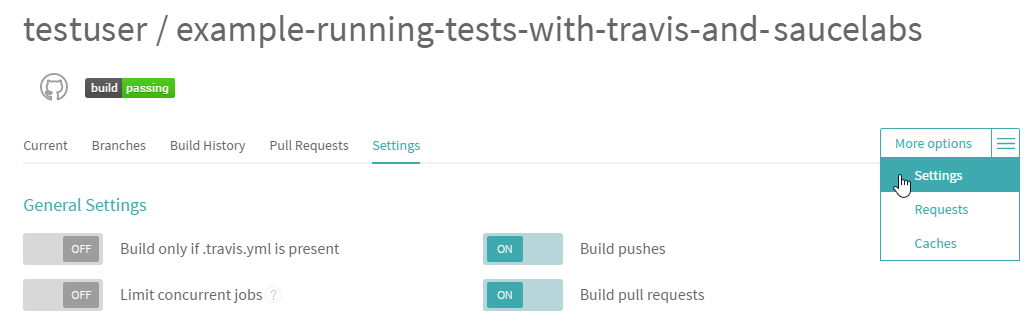 testuser / example-running-tests-with-travis-and-saucelabs
build passing
Current Branches Build History Pull Requests Settings
More options
Settings
Requests
Caches
General Settings
OFF Build only if .travis.yml is present ON Build pushes
OFF Limit concurrent jobs ? ON Build pull requests